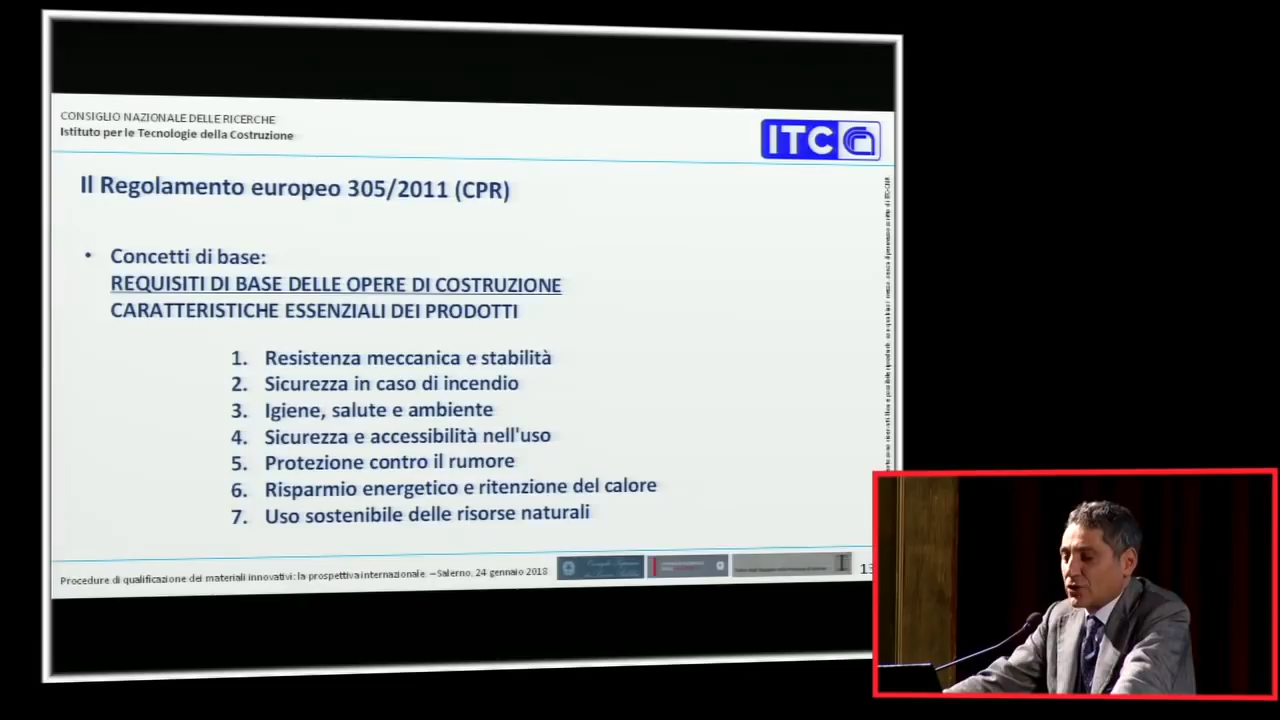 CONSIGLIO NAZIONALE DELLE RICERCHE
Istituto per le Tecnologie della Costruzione
ITC
Il Regolamento europeo 305/2011 (CPR)
• Concetti di base:
REQUISITI DI BASE DELLE OPERE DI COSTRUZIONE
CARATTERISTICHE ESSENZIALI DEI PRODOTTI
1. Resistenza meccanica e stabilità
2. Sicurezza in caso di incendio
3. Igiene, salute e ambiente
4. Sicurezza e accessibilità nell'uso
5. Protezione contro il rumore
6. Risparmio energetico e ritenzione del calore
7. Uso sostenibile delle risorse naturali
Procedure di qualificazione dei materiali innovativi: la prospettiva internazionale. – Salerno, 24 gennaio 2018
13